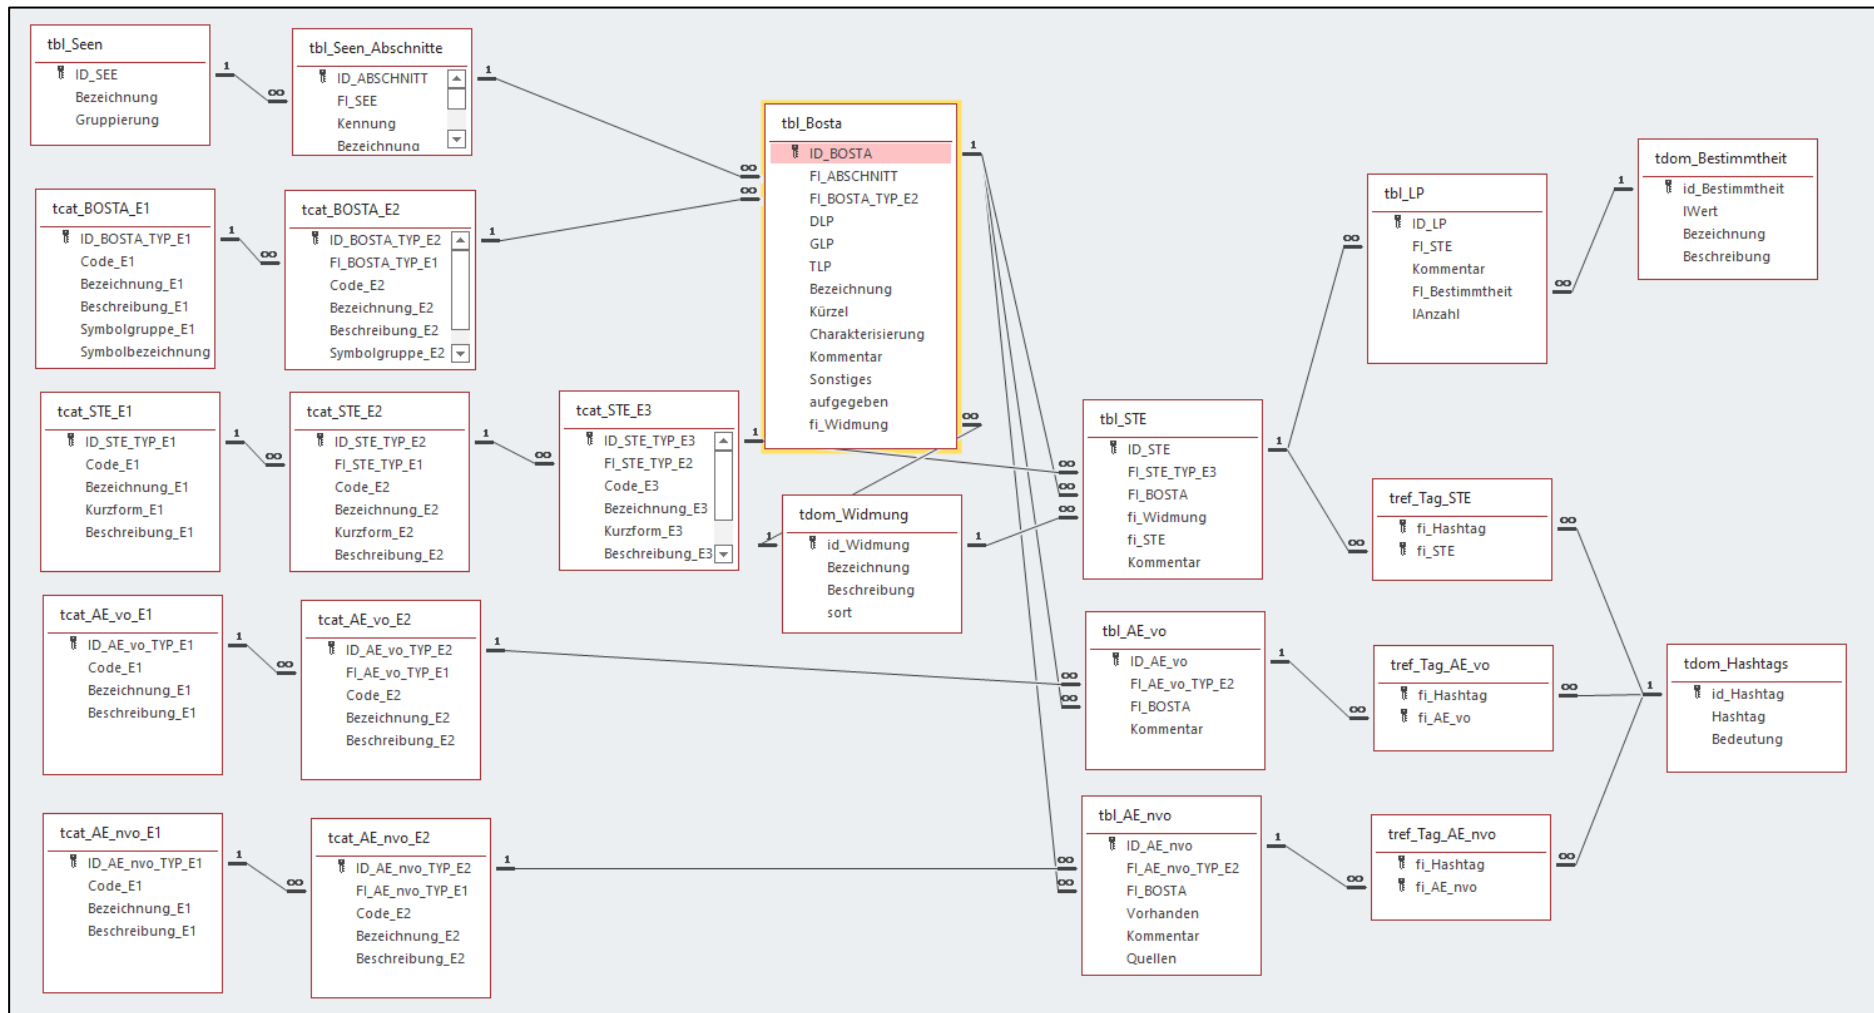 tbl_Seen
ID_SEE
Bezeichnung
Gruppierung
tbl_Seen_Abschnitte
ID_ABSCHNITT
FI_SEE
Kennung
Bezeichnung
tbl_Bosta
ID_BOSTA
FI_ABSCHNITT
FI_BOSTA_TYP_E2
DLP
GLP
TLP
Bezeichnung
Kürzel
Charakterisierung
Kommentar
Sonstiges
aufgegeben
fi_Widmung
tbl_LP
ID_LP
FI_STE
Kommentar
FI_Bestimmtheit
lAnzahl
tdom_Bestimmtheit
id_Bestimmtheit
lWert
Bezeichnung
Beschreibung
tcat_BOSTA_E1
ID_BOSTA_TYP_E1
Code_E1
Bezeichnung_E1
Beschreibung_E1
Symbolgruppe_E1
Symbolbezeichnung
tcat_BOSTA_E2
ID_BOSTA_TYP_E2
FI_BOSTA_TYP_E1
Code_E2
Bezeichnung_E2
Beschreibung_E2
Symbolgruppe_E2
tcat_STE_E1
ID_STE_TYP_E1
Code_E1
Bezeichnung_E1
Kurzform_E1
Beschreibung_E1
tcat_STE_E2
ID_STE_TYP_E2
FI_STE_TYP_E1
Code_E2
Bezeichnung_E2
Kurzform_E2
Beschreibung_E2
tcat_STE_E3
ID_STE_TYP_E3
FI_STE_TYP_E2
Code_E3
Bezeichnung_E3
Kurzform_E3
Beschreibung_E3
tdom_Widmung
id_Widmung
Bezeichnung
Beschreibung
sort
tbl_STE
ID_STE
FI_STE_TYP_E3
FI_BOSTA
fi_Widmung
fi_STE
Kommentar
tref_Tag_STE
fi_Hashtag
fi_STE
tcat_AE_vo_E1
ID_AE_vo_TYP_E1
Code_E1
Bezeichnung_E1
Beschreibung_E1
tcat_AE_vo_E2
ID_AE_vo_TYP_E2
FI_AE_vo_TYP_E1
Code_E2
Bezeichnung_E2
Beschreibung_E2
tbl_AE_vo
ID_AE_vo
FI_AE_vo_TYP_E2
FI_BOSTA
Kommentar
tref_Tag_AE_vo
fi_Hashtag
fi_AE_vo
tdom_Hashtags
id_Hashtag
Hashtag
Bedeutung
tcat_AE_nvo_E1
ID_AE_nvo_TYP_E1
Code_E1
Bezeichnung_E1
Beschreibung_E1
tcat_AE_nvo_E2
ID_AE_nvo_TYP_E2
FI_AE_nvo_TYP_E1
Code_E2
Bezeichnung_E2
Beschreibung_E2
tbl_AE_nvo
ID_AE_nvo
FI_AE_nvo_TYP_E2
FI_BOSTA
Vorhanden
Kommentar
Quellen
tref_Tag_AE_nvo
fi_Hashtag
fi_AE_nvo